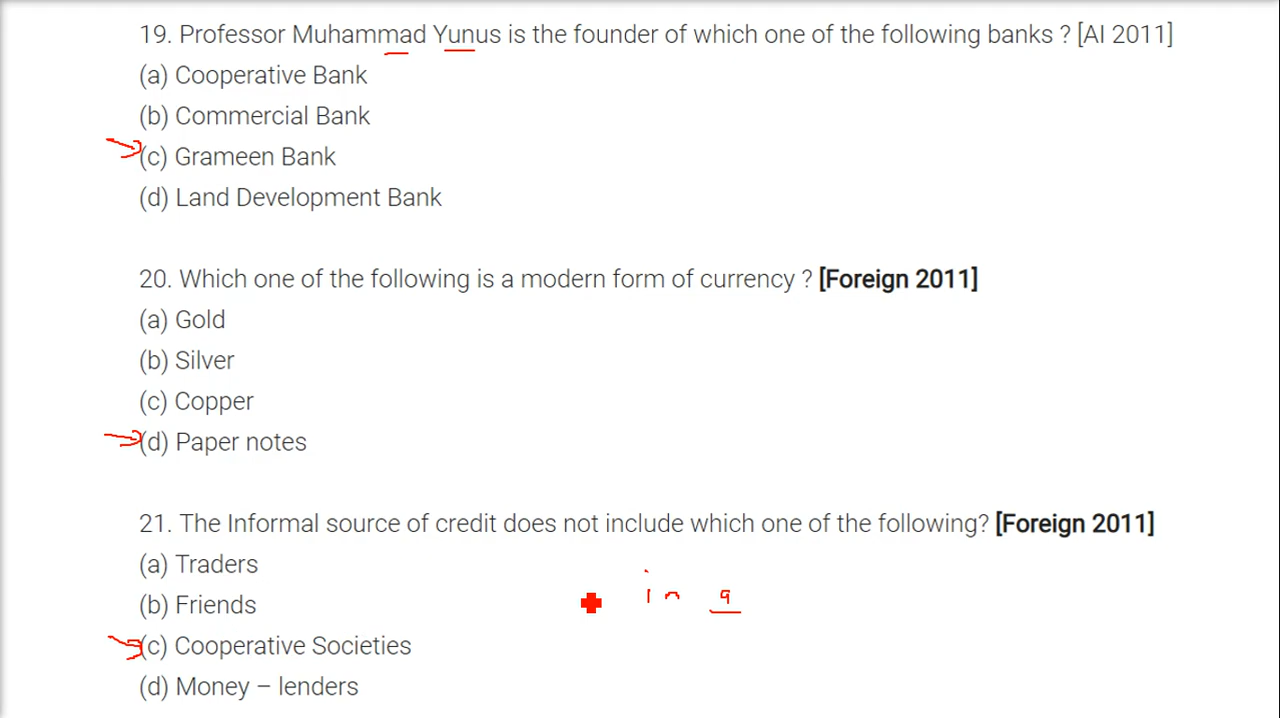 19. Professor Muhammad Yunus is the founder of which one of the following banks ? [AI 2011]
(a) Cooperative Bank
(b) Commercial Bank
(c) Grameen Bank
(d) Land Development Bank
20. Which one of the following is a modern form of currency ? [Foreign 2011]
(a) Gold
(b) Silver
(c) Copper
(d) Paper notes
21. The Informal source of credit does not include which one of the following? [Foreign 2011]
(a) Traders
(b) Friends
in
(c) Cooperative Societies
(d) Money – lenders